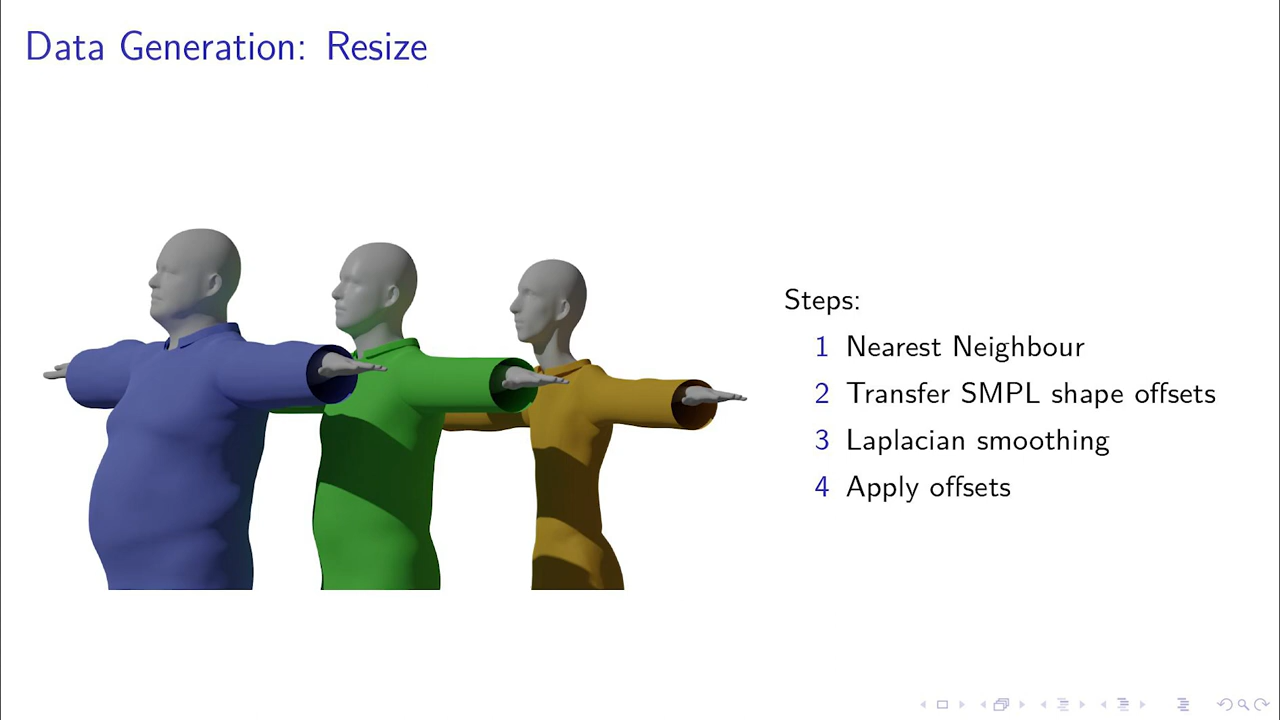 Data Generation: Resize
Steps:
1 Nearest Neighbour
2 Transfer SMPL shape offsets
3 Laplacian smoothing
4 Apply offsets